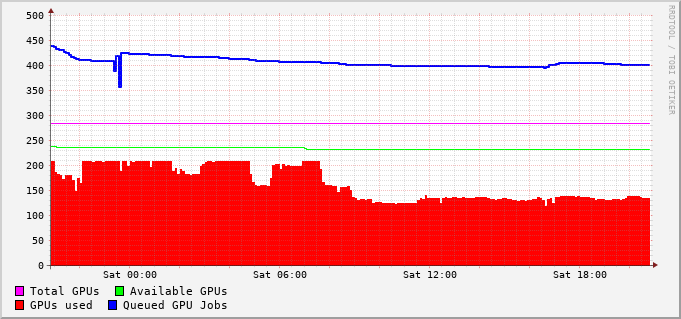 500
450
400
350
300
250
200
150
100
50
0
Sat 00:00 Sat 06:00 Sat 12:00 Sat 18:00
Total GPUs Available GPUs
GPUs used Queued GPU Jobs
RRDTOOL / TOBI OETIKER